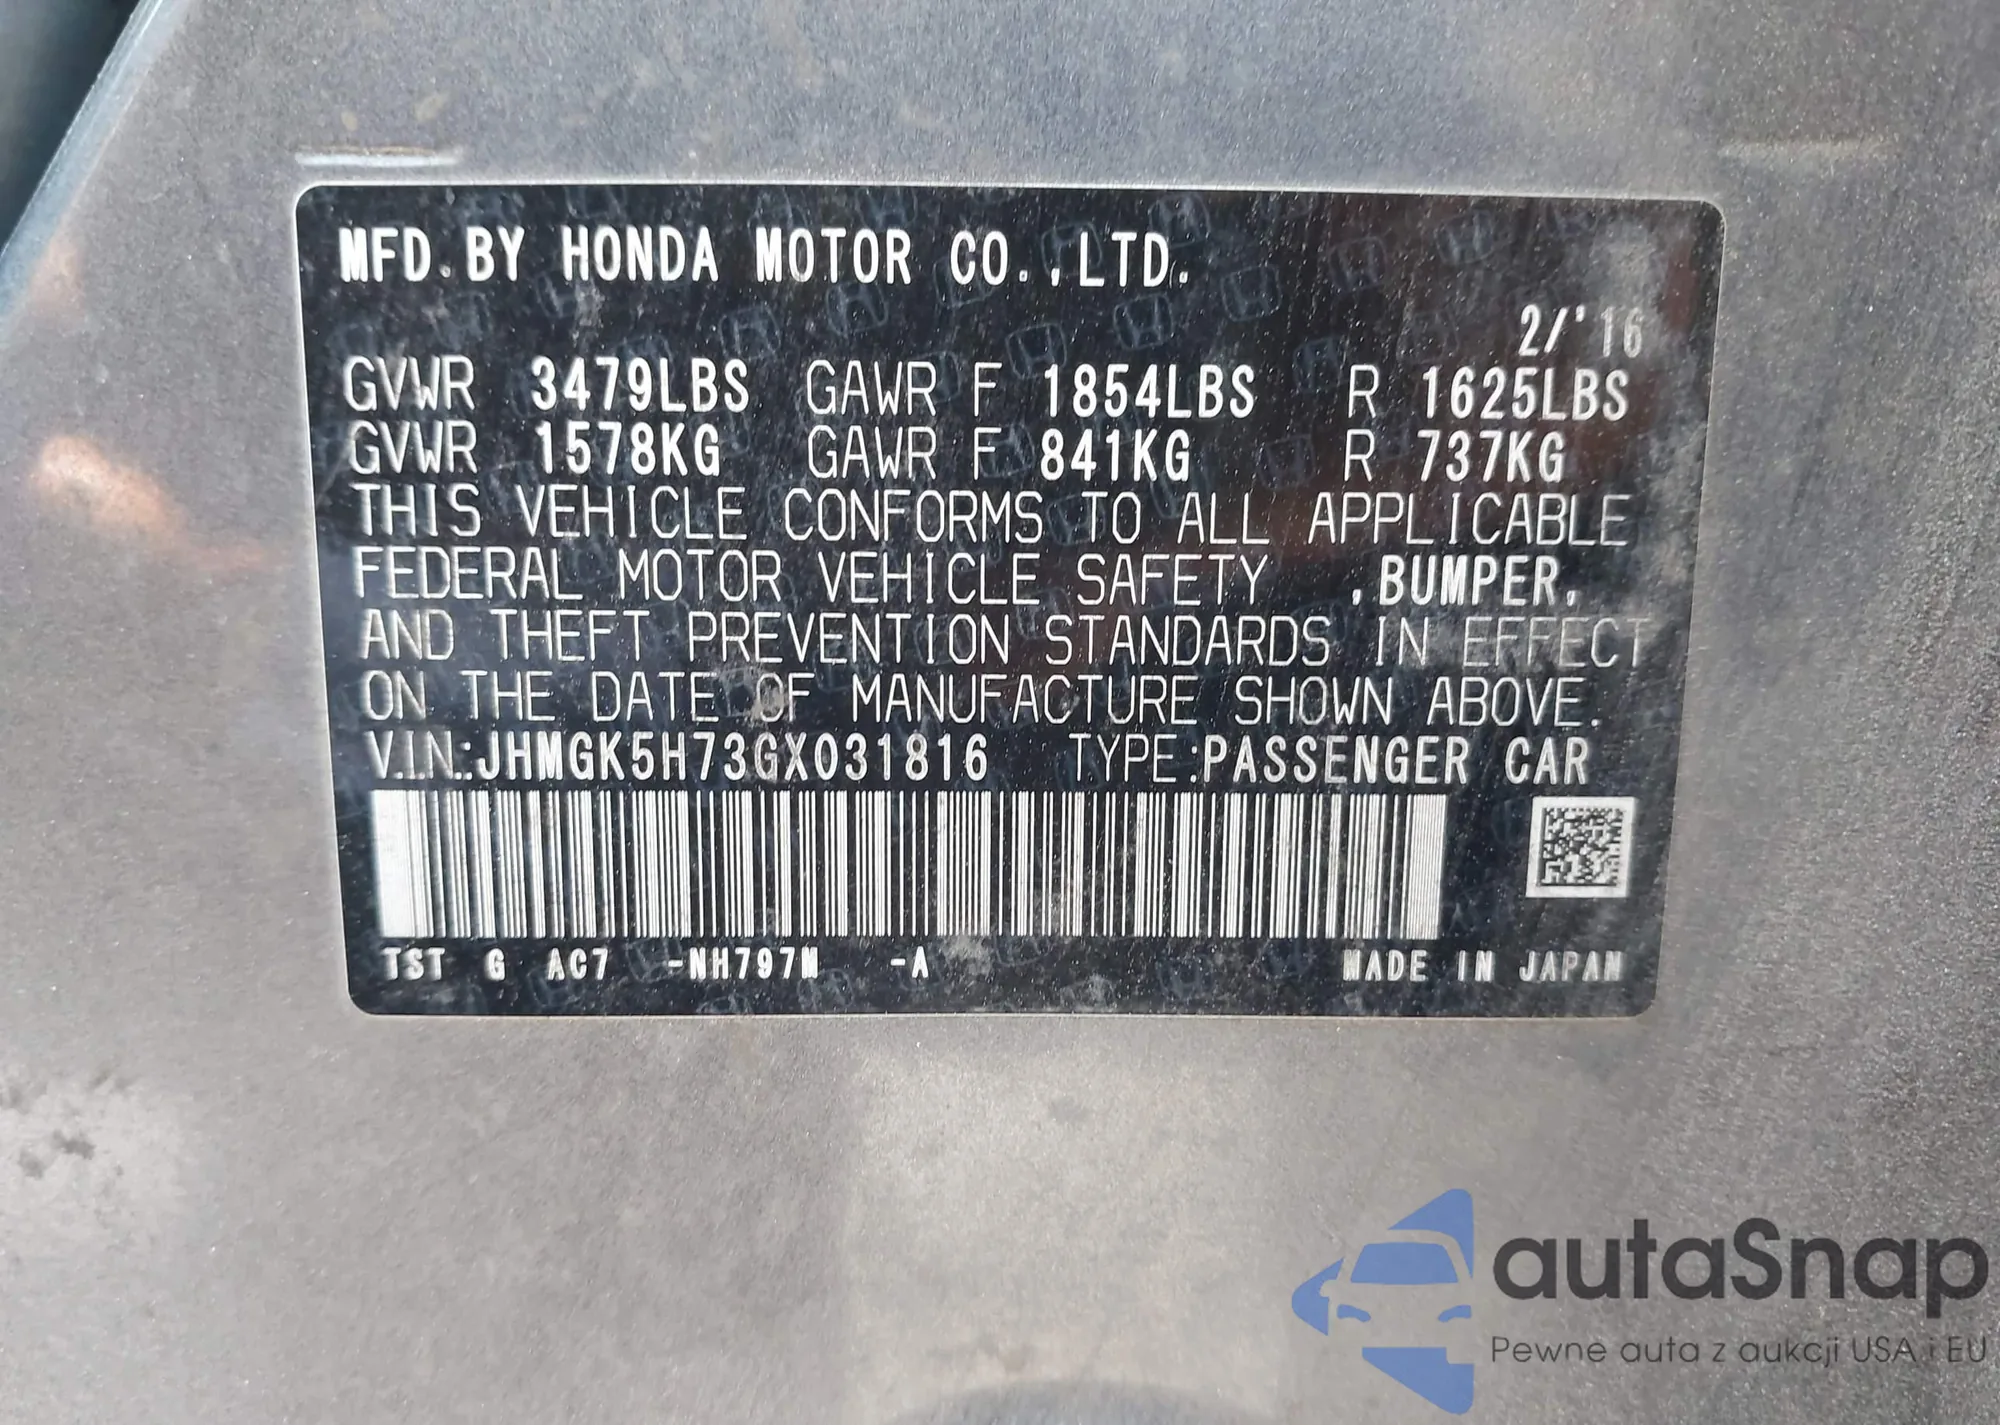 MFD.BY HONDA MOTOR CO.,LTD.
2/'16
GVWR 3479LBS GAWR F 1854LBS R 1625LBS
GVWR 1578KG GAWR F 841KG R 737KG
THIS VEHICLE CONFORMS TO ALL APPLICABLE
FEDERAL MOTOR VEHICLE SAFETY ,BUMPER,
AND THEFT PREVENTION STANDARDS IN EFFECT
ON THE DATE OF MANUFACTURE SHOWN ABOVE.
V.I.N.:JHMGK5H73GX031816 TYPE:PASSENGER CAR
TST G AC7 -NH797M -A MADE IN JAPAN
autaSnap
Pewne auta z aukcji USA i EU